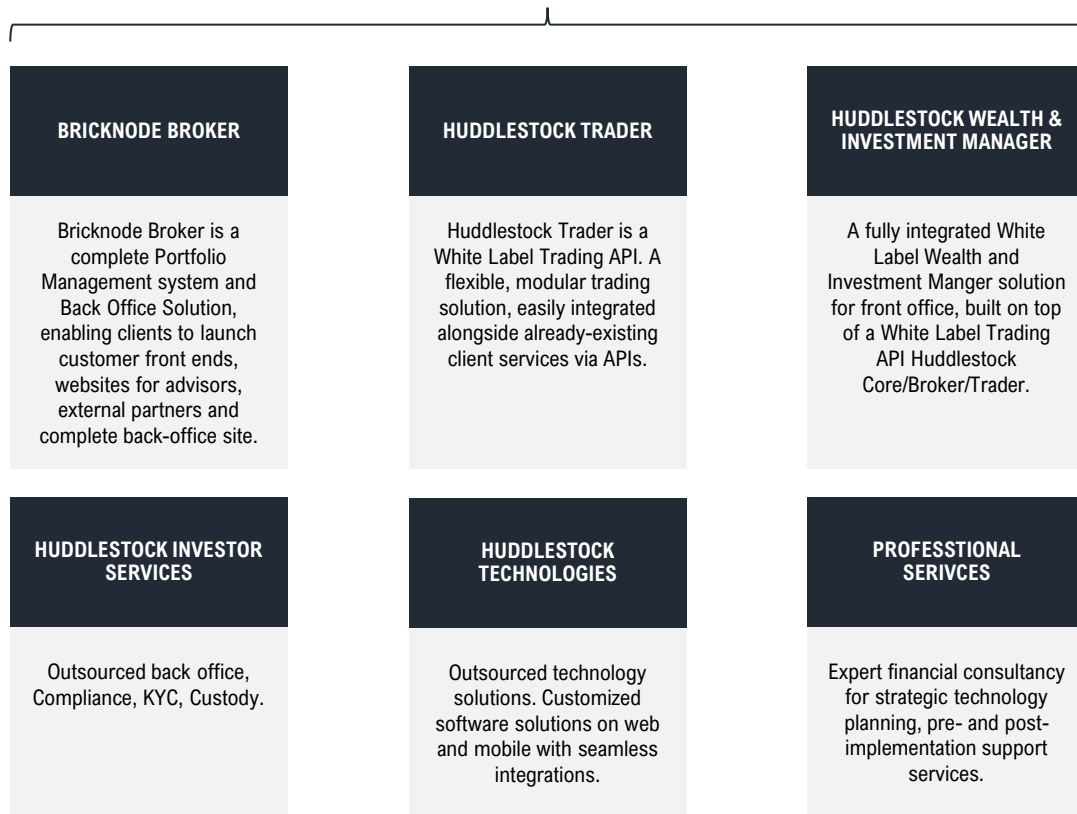 BRICKNODE BROKER
Bricknode Broker is a
complete Portfolio
Management system and
Back Office Solution,
enabling clients to launch
customer front ends,
websites for advisors,
external partners and
complete back-office site.
HUDDLESTOCK TRADER
Huddlestock Trader is a
White Label Trading API. A
flexible, modular trading
solution, easily integrated
alongside already-existing
client services via APIs.
HUDDLESTOCK WEALTH &
INVESTMENT MANAGER
A fully integrated White
Label Wealth and
Investment Manger solution
for front office, built on top
of a White Label Trading
API Huddlestock
Core/Broker/Trader.
HUDDLESTOCK INVESTOR
SERVICES
Outsourced back office,
Compliance, KYC, Custody.
HUDDLESTOCK
TECHNOLOGIES
Outsourced technology
solutions. Customized
software solutions on web
and mobile with seamless
integrations.
PROFESSTIONAL
SERIVCES
Expert financial consultancy
for strategic technology
planning, pre- and post-
implementation support
services.